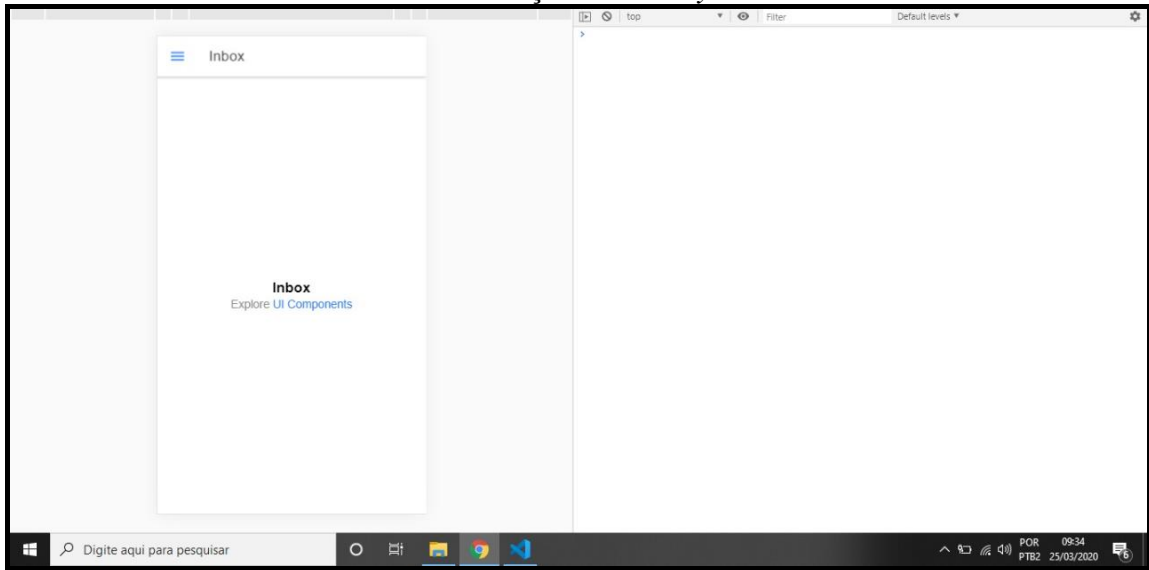 top
Filter
Default levels
Inbox
Inbox
Explore UI Components
Digite aqui para pesquisar
POR 09:34
PTB2 25/03/2020
6